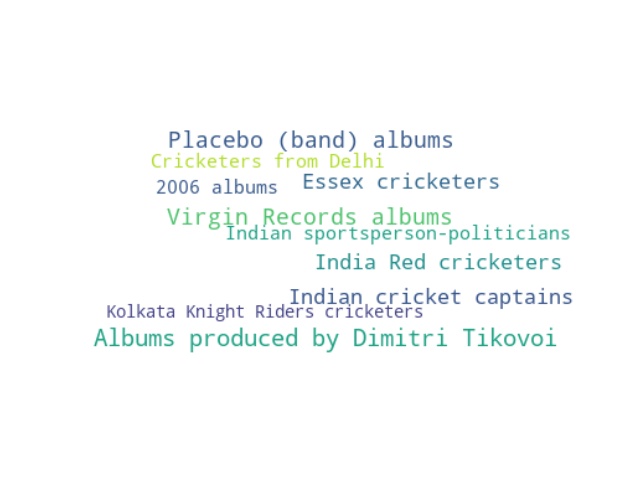 Placebo (band) albums
Cricketers from Delhi
Essex cricketers
2006 albums
Virgin Records albums
Indian sportsperson-politicians
India Red cricketers
Indian cricket captains
Kolkata Knight Riders cricketers
Albums produced by Dimitri Tikovoi